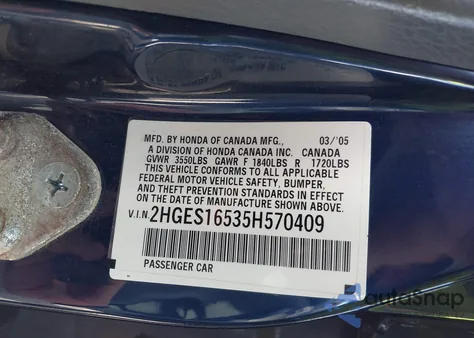 MFD. BY HONDA OF CANADA MFG., 03/'05
A DIVISION OF HONDA CANADA INC. CANADA
GVWR 3550LBS GAWR F 1840LBS R 1720LBS
THIS VEHICLE CONFORMS TO ALL APPLICABLE
FEDERAL MOTOR VEHICLE SAFETY, BUMPER,
AND THEFT PREVENTION STANDARDS IN EFFECT
ON THE DATE OF MANUFACTURE SHOWN ABOVE.
V.I.N. 2HGES16535H570409
PASSENGER CAR
autoSnap